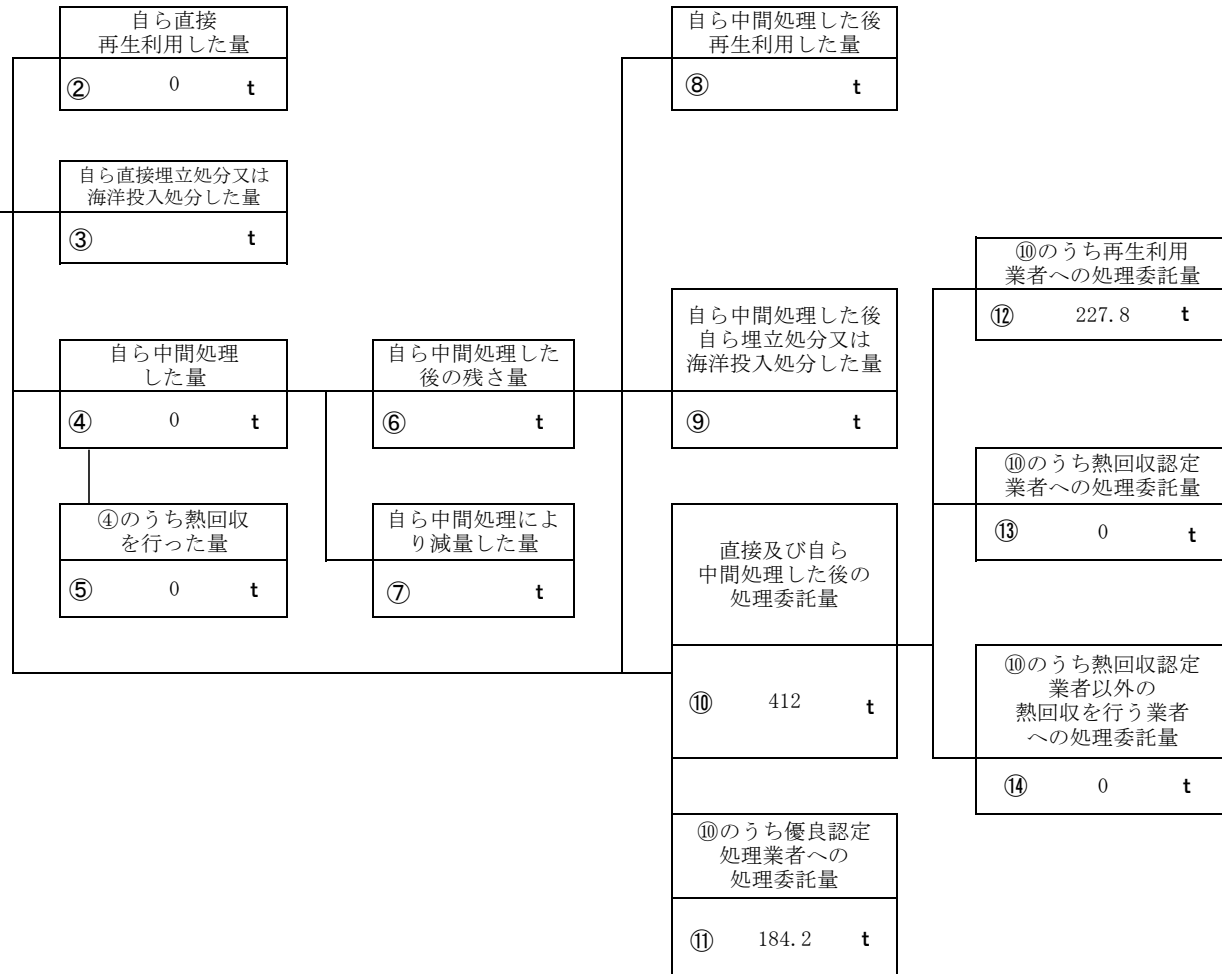 自ら直接
再生利用した量
② 0 t
自ら中間処理した後
再生利用した量
⑧ t
自ら直接埋立処分又は
海洋投入処分した量
③ t
⑩のうち再生利用
業者への処理委託量
⑫ 227.8 t
自ら中間処理した後
自ら埋立処分又は
海洋投入処分した量
⑨ t
自ら中間処理
した量
④ 0 t
自ら中間処理した
後の残さ量
⑥ t
⑩のうち熱回収認定
業者への処理委託量
⑬ 0 t
④のうち熱回収
を行った量
⑤ 0 t
自ら中間処理によ
り減量した量
⑦ t
直接及び自ら
中間処理した後の
処理委託量
⑩ 412 t
⑩のうち熱回収認定
業者以外の
熱回収を行う業者
への処理委託量
⑭ 0 t
⑩のうち優良認定
処理業者への
処理委託量
⑪ 184.2 t